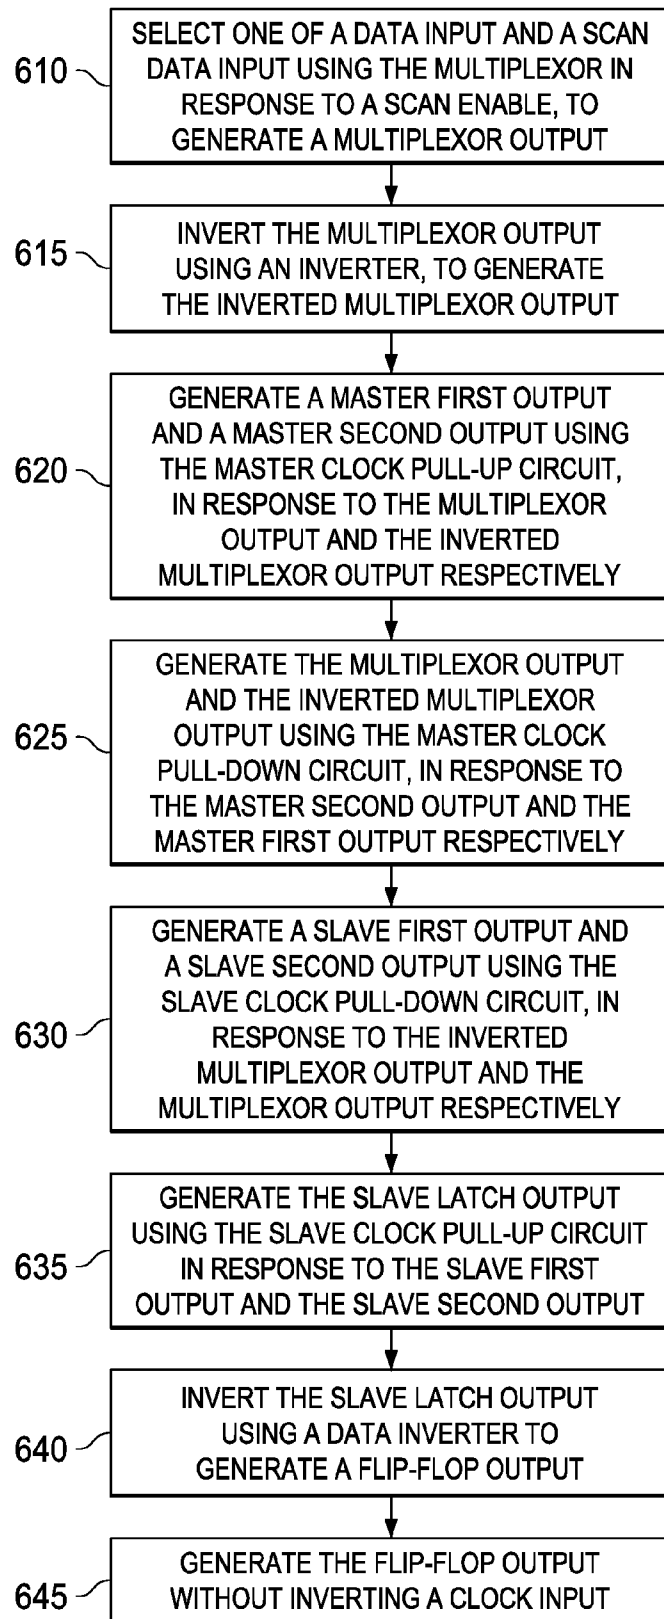 610
SELECT ONE OF A DATA INPUT AND A SCAN
DATA INPUT USING THE MULTIPLEXOR IN
RESPONSE TO A SCAN ENABLE, TO
GENERATE A MULTIPLEXOR OUTPUT
615
INVERT THE MULTIPLEXOR OUTPUT
USING AN INVERTER, TO GENERATE
THE INVERTED MULTIPLEXOR OUTPUT
620
GENERATE A MASTER FIRST OUTPUT
AND A MASTER SECOND OUTPUT USING
THE MASTER CLOCK PULL-UP CIRCUIT,
IN RESPONSE TO THE MULTIPLEXOR
OUTPUT AND THE INVERTED
MULTIPLEXOR OUTPUT RESPECTIVELY
625
GENERATE THE MULTIPLEXOR OUTPUT
AND THE INVERTED MULTIPLEXOR
OUTPUT USING THE MASTER CLOCK
PULL-DOWN CIRCUIT, IN RESPONSE TO
THE MASTER SECOND OUTPUT AND THE
MASTER FIRST OUTPUT RESPECTIVELY
630
GENERATE A SLAVE FIRST OUTPUT AND
A SLAVE SECOND OUTPUT USING THE
SLAVE CLOCK PULL-DOWN CIRCUIT, IN
RESPONSE TO THE INVERTED
MULTIPLEXOR OUTPUT AND THE
MULTIPLEXOR OUTPUT RESPECTIVELY
635
GENERATE THE SLAVE LATCH OUTPUT
USING THE SLAVE CLOCK PULL-UP CIRCUIT
IN RESPONSE TO THE SLAVE FIRST
OUTPUT AND THE SLAVE SECOND OUTPUT
640
INVERT THE SLAVE LATCH OUTPUT
USING A DATA INVERTER TO
GENERATE A FLIP-FLOP OUTPUT
645
GENERATE THE FLIP-FLOP OUTPUT
WITHOUT INVERTING A CLOCK INPUT